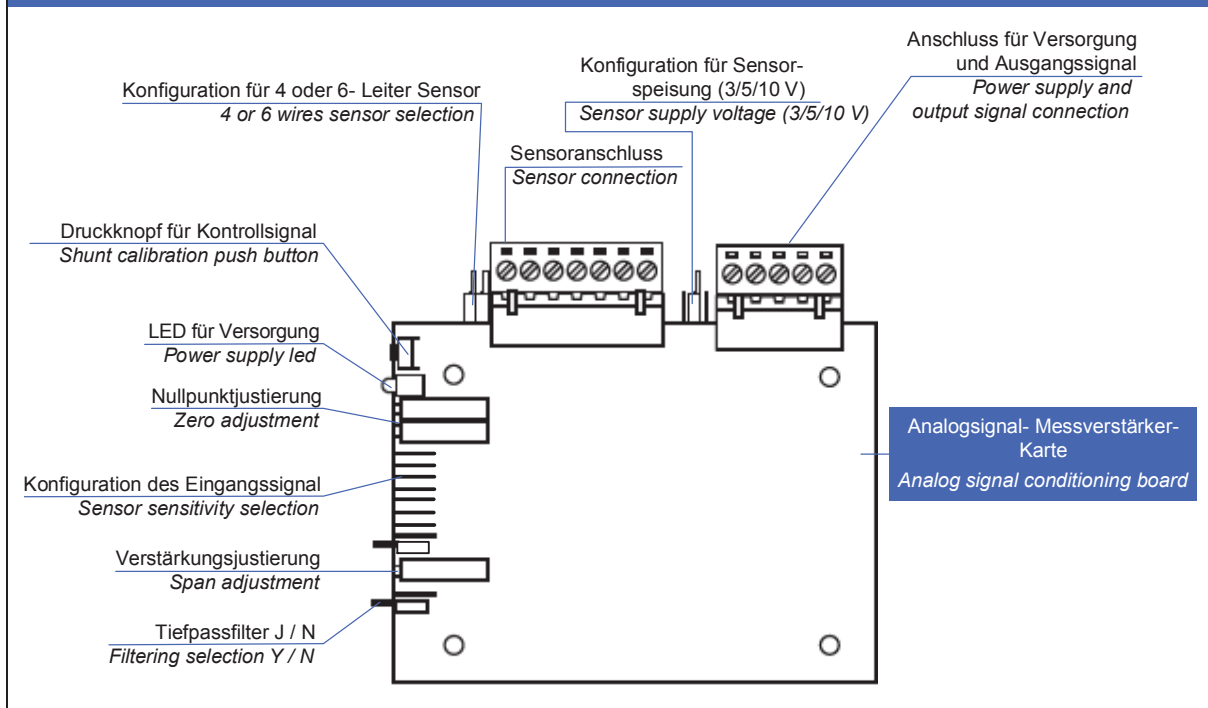 Anschluss für Versorgung
und Ausgangssignal
Power supply and
output signal connection
Konfiguration für Sensor-
speisung (3/5/10 V)
Sensor supply voltage (3/5/10 V)
Konfiguration für 4 oder 6- Leiter Sensor
4 or 6 wires sensor selection
Sensoranschluss
Sensor connection
Druckknopf für Kontrollsignal
Shunt calibration push button
LED für Versorgung
Power supply led
Nullpunktjustierung
Zero adjustment
Konfiguration des Eingangssignal
Sensor sensitivity selection
Verstärkungsjustierung
Span adjustment
Tiefpassfilter J / N
Filtering selection Y / N
Analogsignal- Messverstärker-
Karte
Analog signal conditioning board